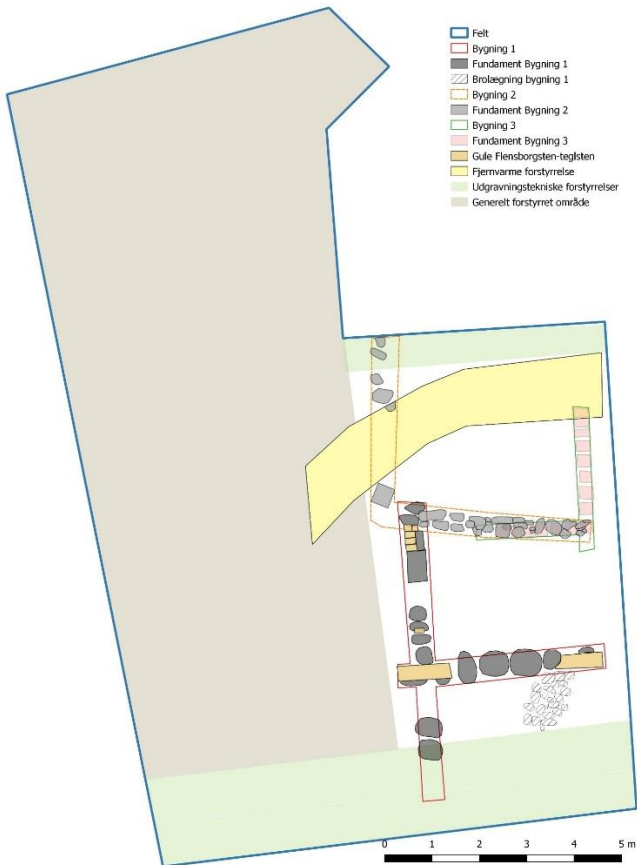 Felt
Bygning 1
Fundament Bygning 1
Brolægning bygning 1
Bygning 2
Fundament Bygning 2
Bygning 3
Fundament Bygning 3
Gule Flensborgsten-teglsten
Fjernvarme forstyrrelse
Udgravningstekniske forstyrrelser
Generelt forstyrret område
0 1 2 3 4 5 m